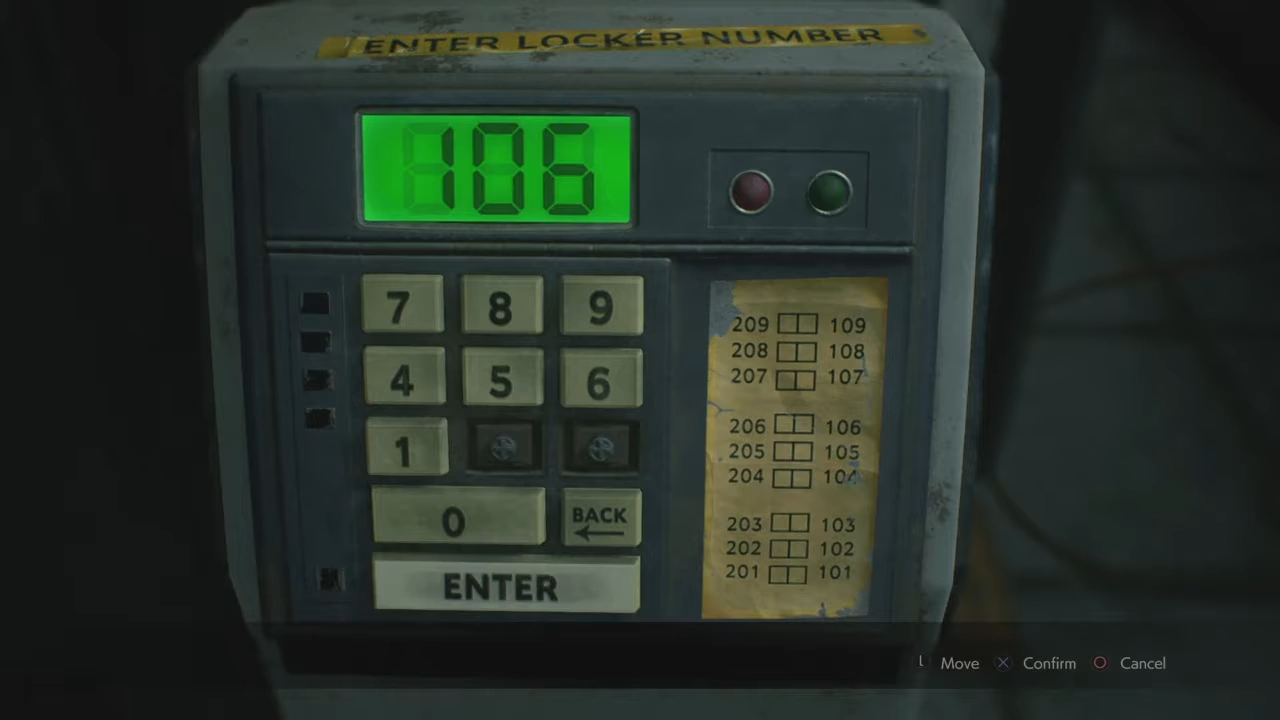 ENTER LOCKER NUMBER
106
7 8 9
4 5 6
1
0 BACK
ENTER
209 109
208 108
207 107
206 106
205 105
204 104
203 103
202 102
201 101
L Move Confirm Cancel